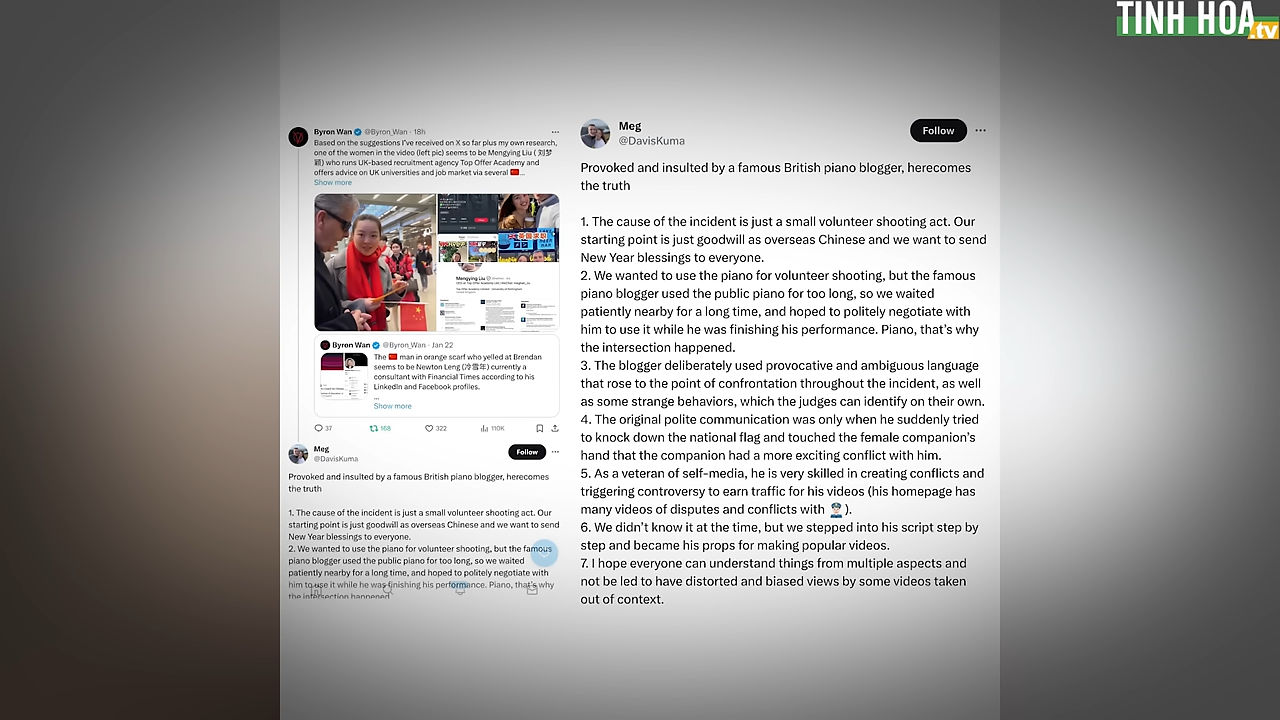 TINH HOA
.tv
Byron Wan @Byron_Wan · 18h
Based on the suggestions I've received on X so far plus my own research,
one of the women in the video (left pic) seems to be Mengying Liu ( 刘梦
颖) who runs UK-based recruitment agency Top Offer Academy and
offers advice on UK universities and job market via several 🇨🇳...
Show more
Mengying Liu
Byron Wan @Byron_Wan · Jan 22
The 🇨🇳 man in orange scarf who yelled at Brendan
seems to be Newton Leng (冷雪年) currently a
consultant with Financial Times according to his
LinkedIn and Facebook profiles.
...
Show more
37 168 322 110K
Meg
@DavisKuma
Follow
Provoked and insulted by a famous British piano blogger, herecomes
the truth
1. The cause of the incident is just a small volunteer shooting act. Our
starting point is just goodwill as overseas Chinese and we want to send
New Year blessings to everyone.
2. We wanted to use the piano for volunteer shooting, but the famous
piano blogger used the public piano for too long, so we waited
patiently nearby for a long time, and hoped to politely negotiate with
him to use it while he was finishing his performance. Piano, that's why
the intersection happened.
Meg
@DavisKuma
Follow
Provoked and insulted by a famous British piano blogger, herecomes
the truth
1. The cause of the incident is just a small volunteer shooting act. Our
starting point is just goodwill as overseas Chinese and we want to send
New Year blessings to everyone.
2. We wanted to use the piano for volunteer shooting, but the famous
piano blogger used the public piano for too long, so we waited
patiently nearby for a long time, and hoped to politely negotiate with
him to use it while he was finishing his performance. Piano, that's why
the intersection happened.
3. The blogger deliberately used provocative and ambiguous language
that rose to the point of confrontation throughout the incident, as well
as some strange behaviors, which the judges can identify on their own.
4. The original polite communication was only when he suddenly tried
to knock down the national flag and touched the female companion's
hand that the companion had an over-exciting conflict with him.
5. As a veteran of self-media, he is very skilled in creating conflicts and
triggering controversy to earn traffic for his videos (his homepage has
many videos of disputes and conflicts with 👮🏻‍♂️).
6. We didn't know it at the time, but we stepped into his script step by
step and became his props for making popular videos.
7. I hope everyone can understand things from multiple aspects and
not be led to have distorted and biased views by some videos taken
out of context.